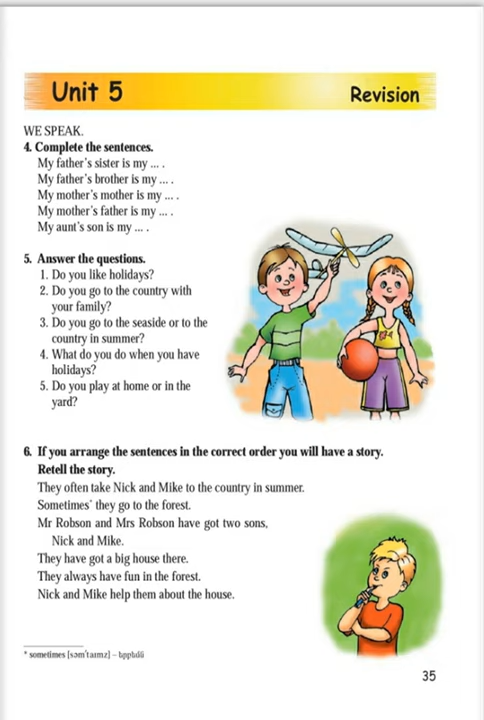 Unit 5
Revision
WE SPEAK.
4. Complete the sentences.
My father's sister is my ... .
My father's brother is my ... .
My mother's mother is my ... .
My mother's father is my ... .
My aunt's son is my ... .
5. Answer the questions.
1. Do you like holidays?
2. Do you go to the country with
your family?
3. Do you go to the seaside or to the
country in summer?
4. What do you do when you have
holidays?
5. Do you play at home or in the
yard?
6. If you arrange the sentences in the correct order you will have a story.
Retell the story.
They often take Nick and Mike to the country in summer.
Sometimes* they go to the forest.
Mr Robson and Mrs Robson have got two sons,
Nick and Mike.
They have got a big house there.
They always have fun in the forest.
Nick and Mike help them about the house.
* sometimes [sʌmˈtaımz] – երբեմն
35